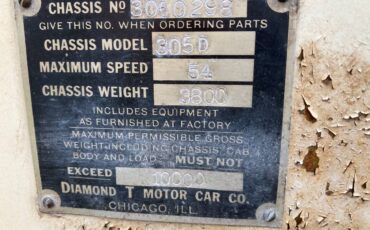 CHASSIS NO 305D298
GIVE THIS NO. WHEN ORDERING PARTS
CHASSIS MODEL 305D
MAXIMUM SPEED 54
CHASSIS WEIGHT 3800
INCLUDES EQUIPMENT
AS FURNISHED AT FACTORY
MAXIMUM PERMISSIBLE GROSS
WEIGHT INCLUDING CHASSIS, CAB,
BODY AND LOAD MUST NOT
EXCEED 10000
DIAMOND T MOTOR CAR CO.
CHICAGO, ILL.